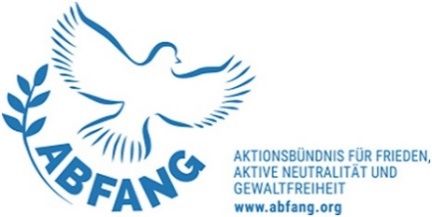 ABFANG
AKTIONSBÜNDNIS FÜR FRIEDEN,
AKTIVE NEUTRALITÄT UND
GEWALTFREIHEIT
www.abfang.org